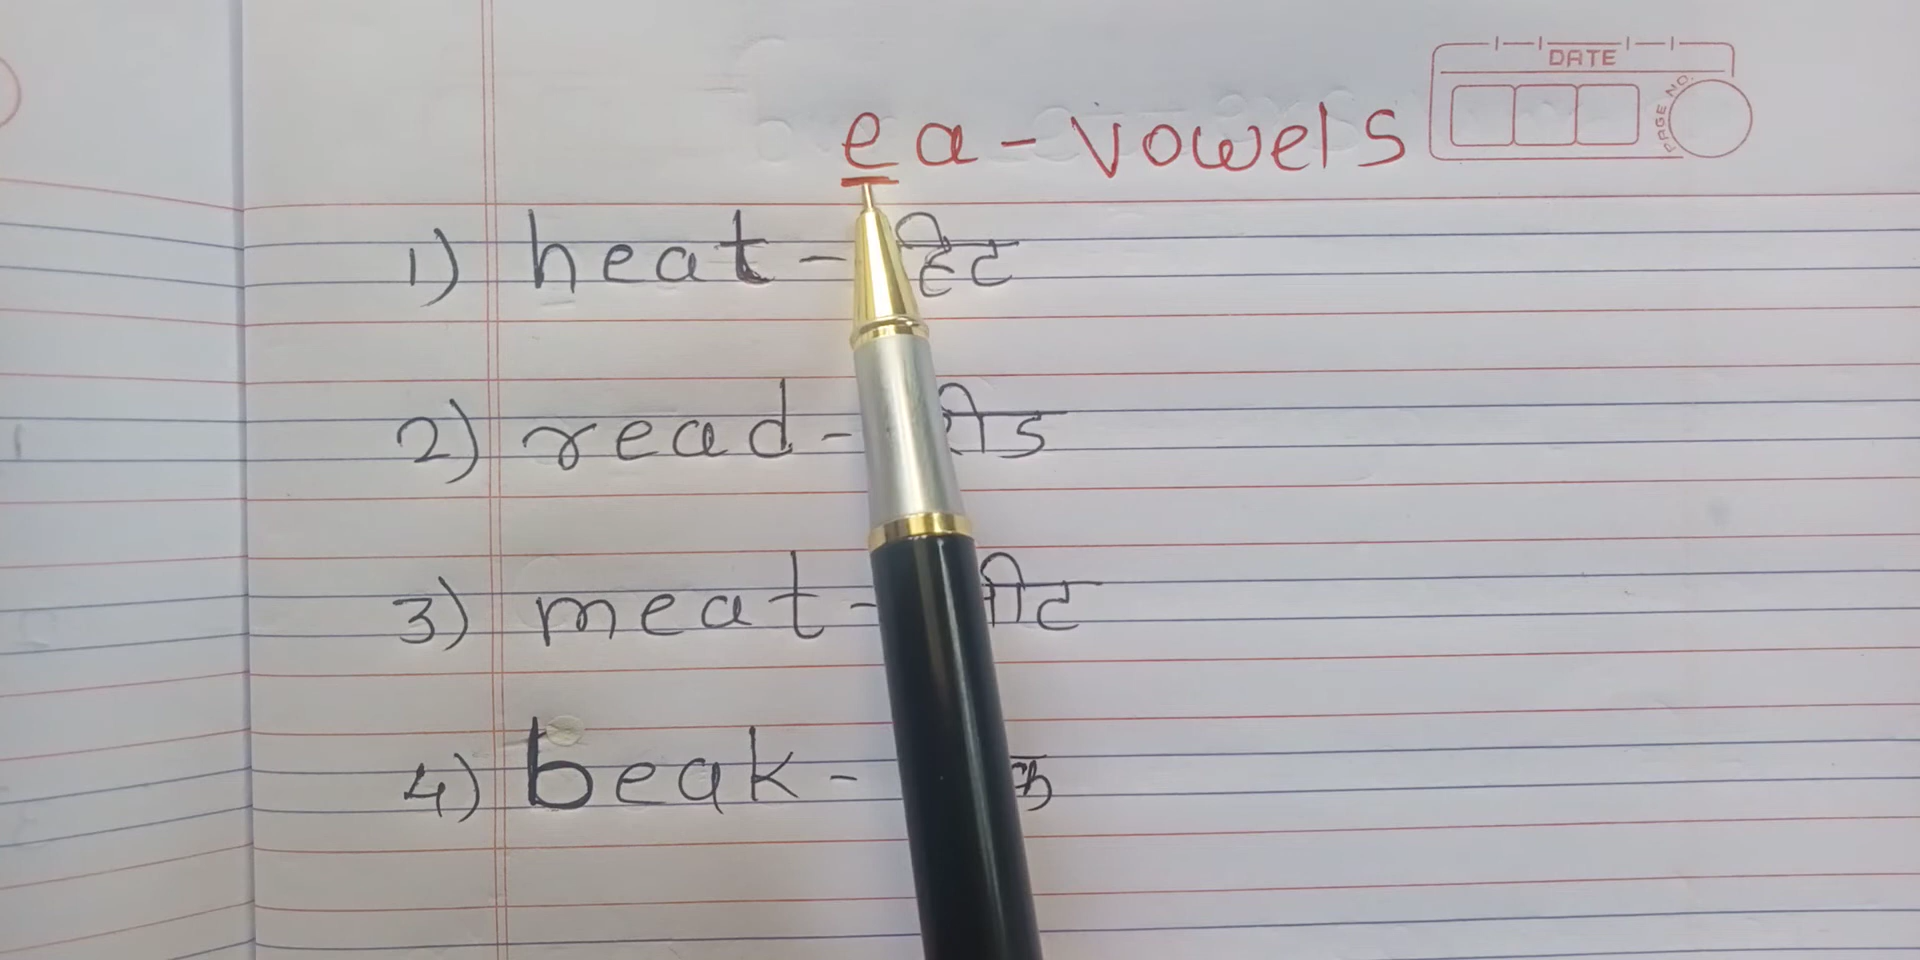 DATE
PAGE NO.
ea - vowels
1) heat - हिट
2) read -
3) meat -
4) beak -